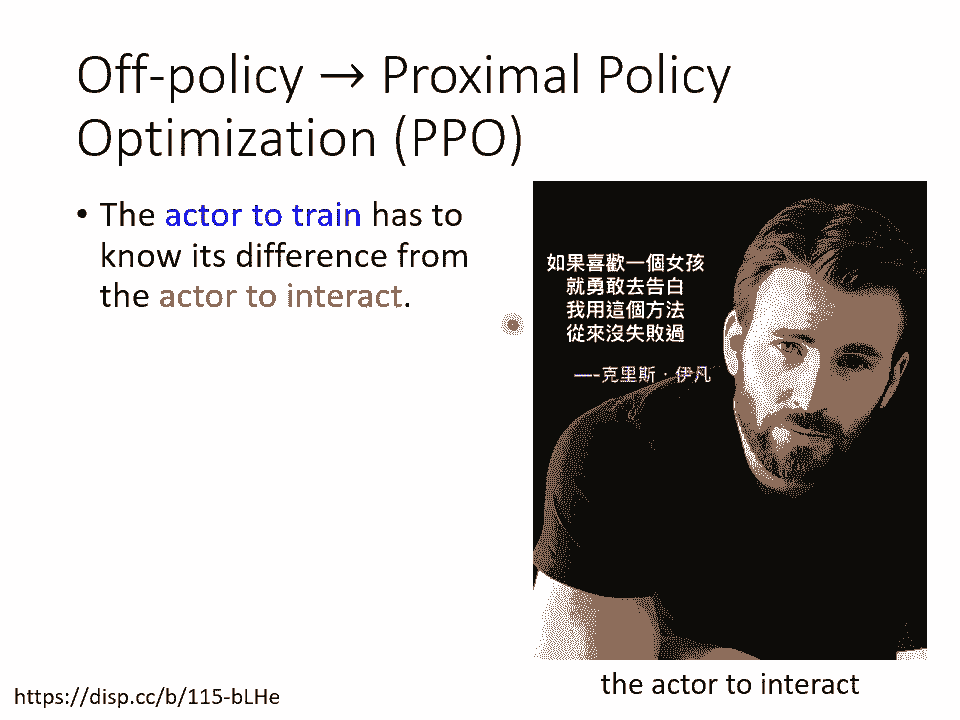 Off-policy → Proximal Policy
Optimization (PPO)
• The actor to train has to
know its difference from
the actor to interact.
如果喜歡一個女孩
就勇敢去告白
我用這個方法
從來沒失敗過
—-克里斯．伊凡
the actor to interact
https://disp.cc/b/115-bLHe